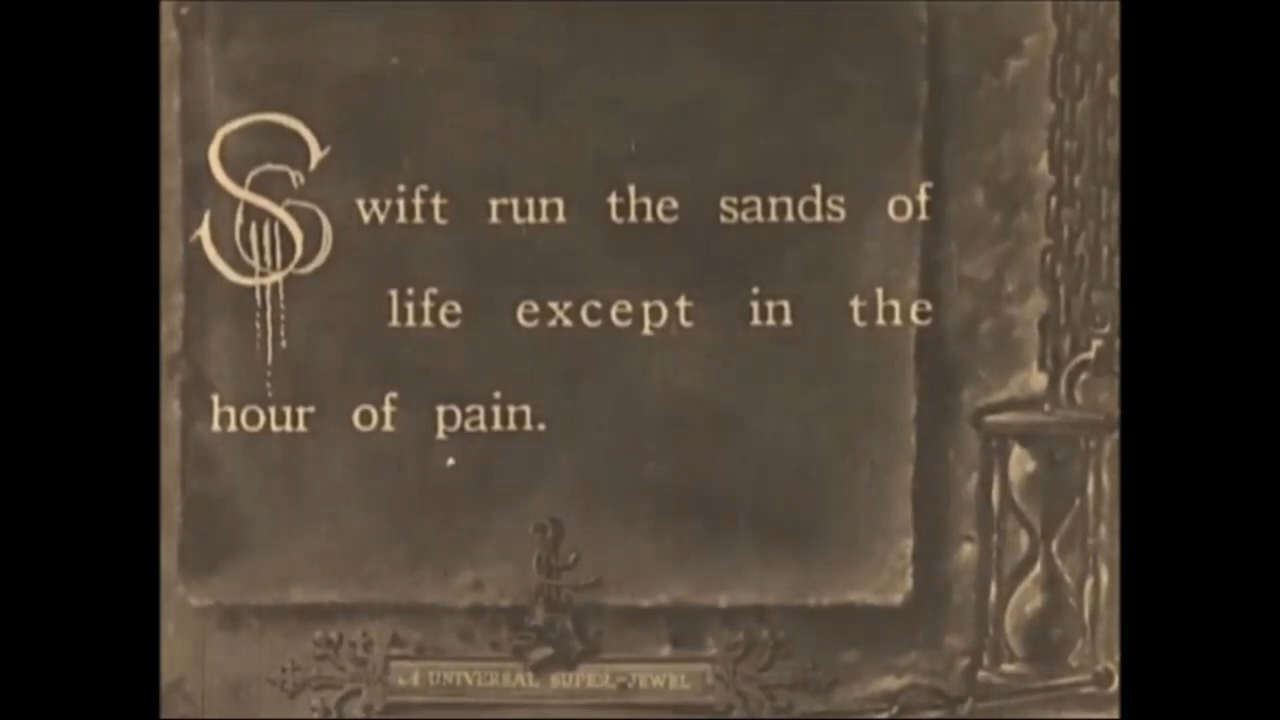 Swift run the sands of
life except in the
hour of pain.
A UNIVERSAL SUPER-JEWEL